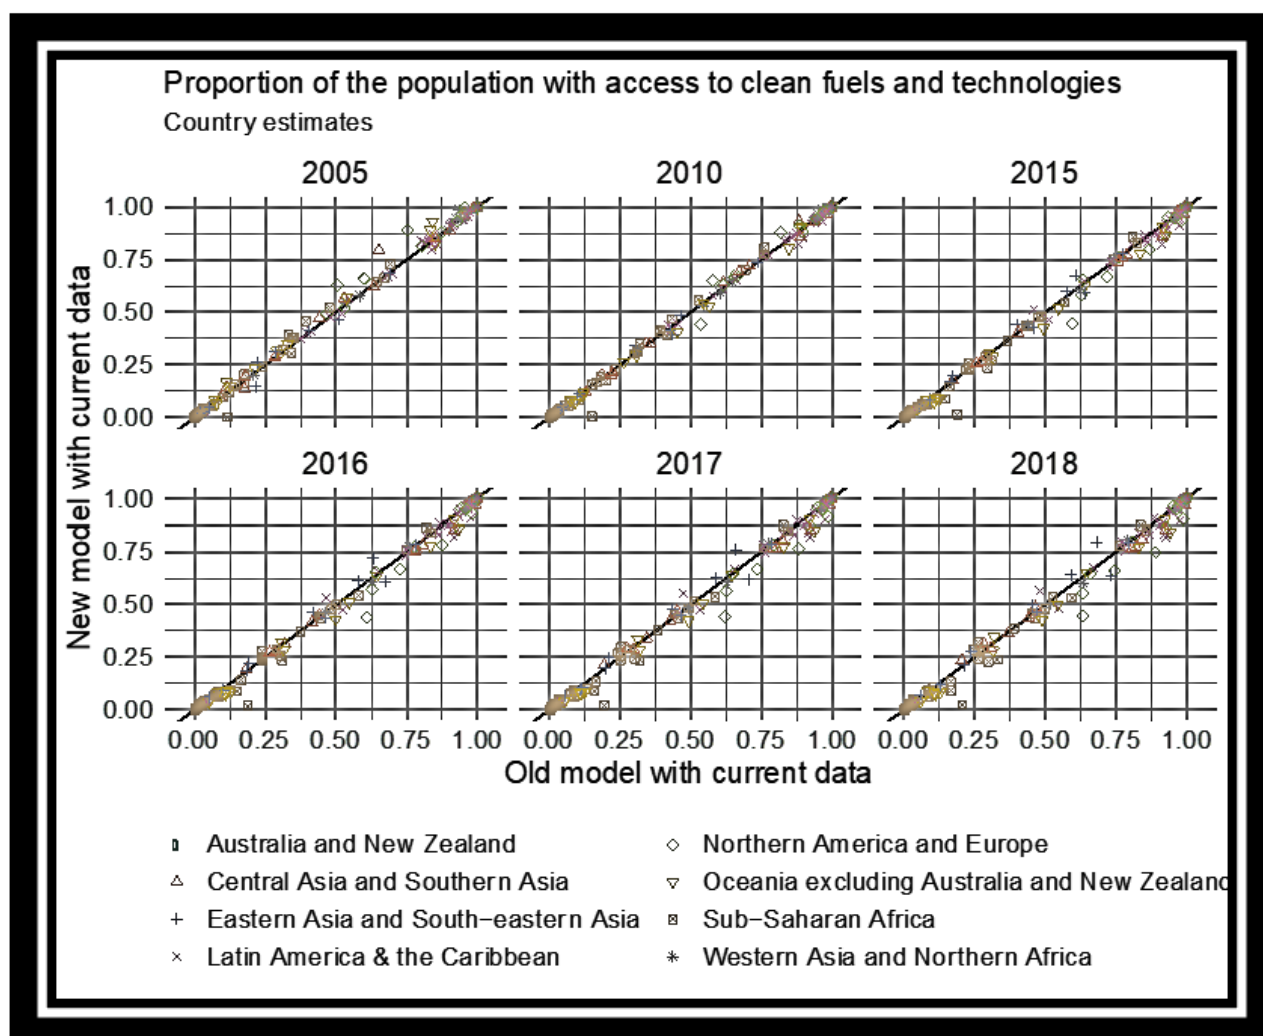 Proportion of the population with access to clean fuels and technologies
Country estimates
2005 2010 2015
1.00
0.75
0.50
0.25
0.00
2016 2017 2018
1.00
0.75
0.50
0.25
0.00
0.00 0.25 0.50 0.75 1.00 0.00 0.25 0.50 0.75 1.00 0.00 0.25 0.50 0.75 1.00
New model with current data
Old model with current data
Australia and New Zealand
Central Asia and Southern Asia
Eastern Asia and South-eastern Asia
Latin America & the Caribbean
Northern America and Europe
Oceania excluding Australia and New Zealand
Sub-Saharan Africa
Western Asia and Northern Africa